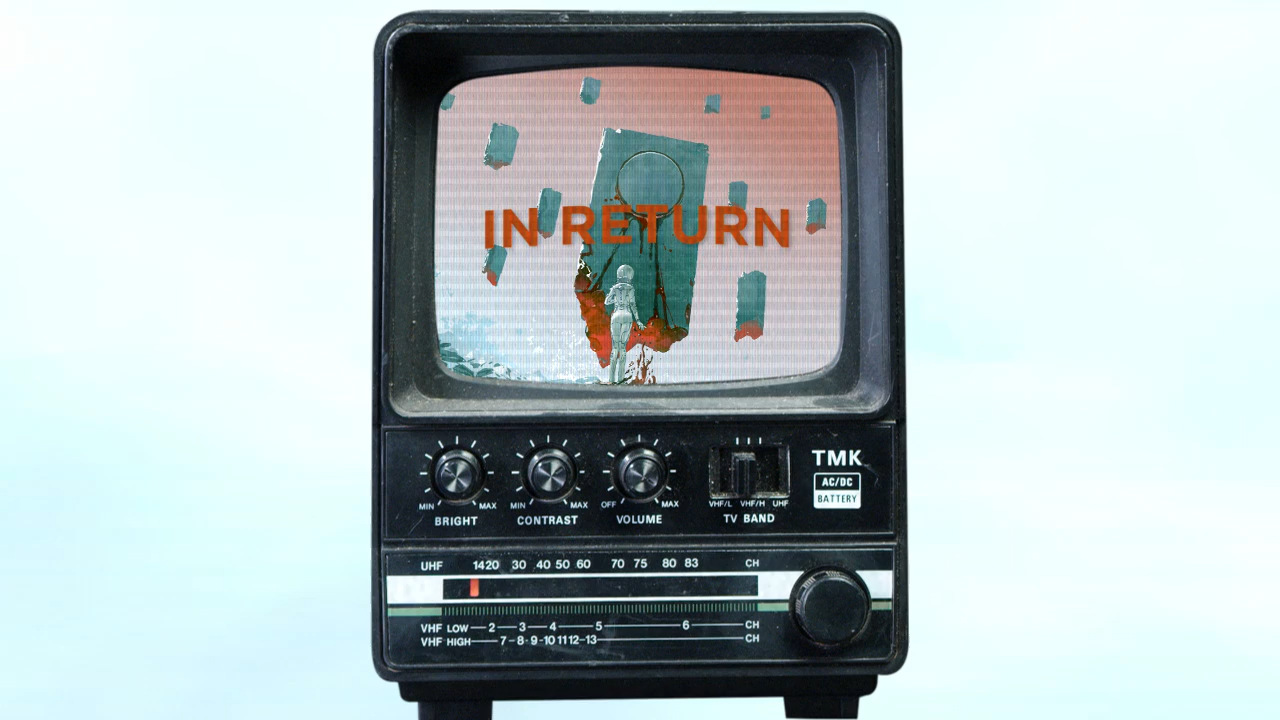 IN RETURN
TMK
AC/DC
BATTERY
MIN MAX MIN MAX OFF MAX VHF/L VHF/H UHF
BRIGHT CONTRAST VOLUME TV BAND
UHF 1420 30 40 50 60 70 75 80 83 CH
VHF LOW 2 3 4 5 6 CH
VHF HIGH 7-8-9-10 11 12-13 CH